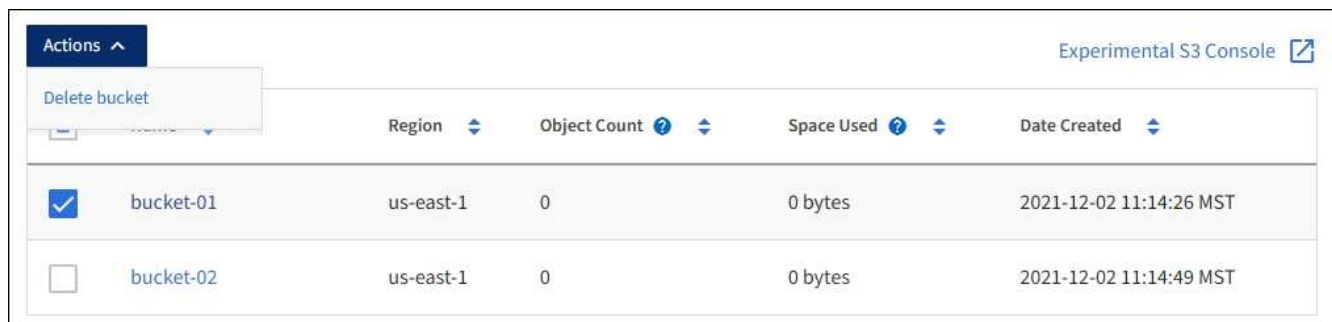 Actions
Experimental S3 Console
Delete bucket
Region Object Count Space Used Date Created
bucket-01 us-east-1 0 0 bytes 2021-12-02 11:14:26 MST
bucket-02 us-east-1 0 0 bytes 2021-12-02 11:14:49 MST